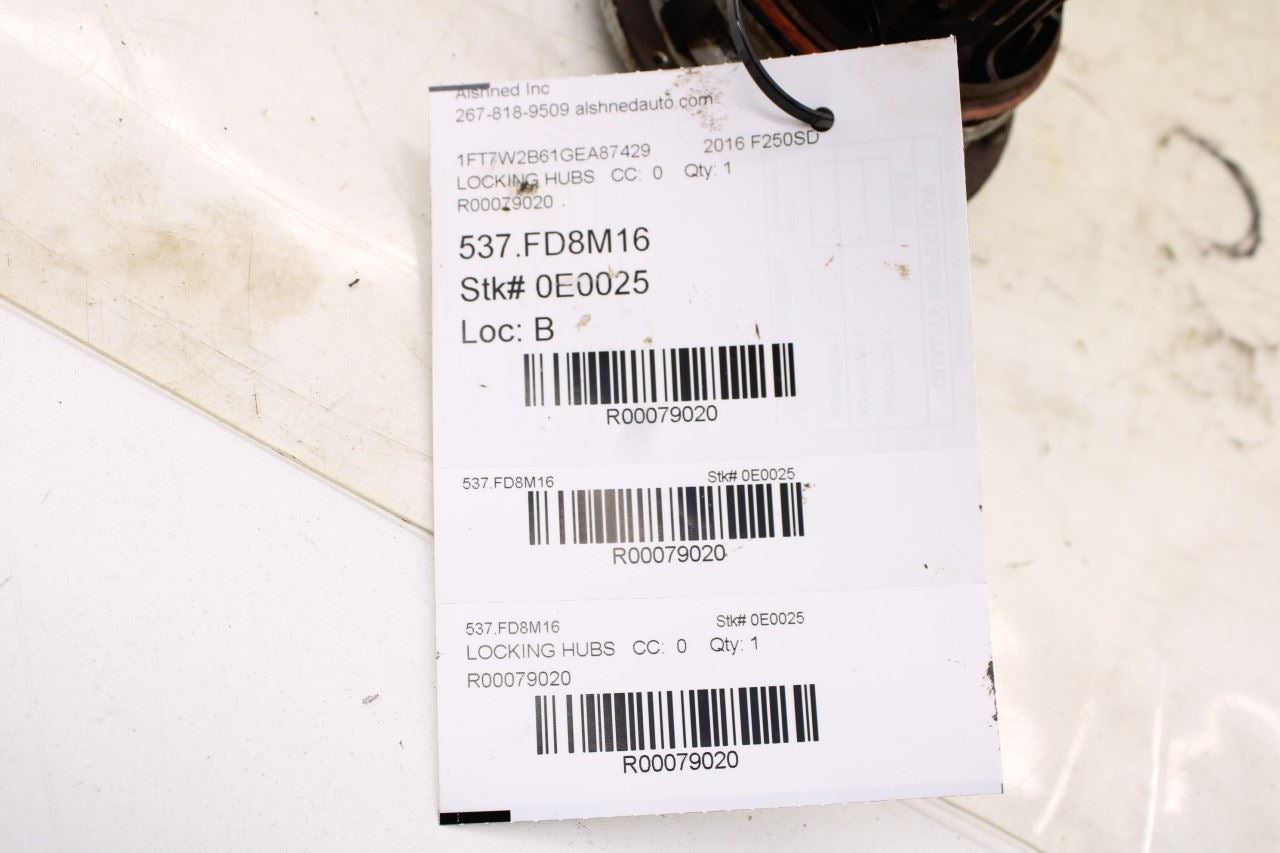 Alshned Inc
267-818-9509 alshnedauto.com
1FT7W2B61GEA87429 2016 F250SD
LOCKING HUBS CC: 0 Qty: 1
R00079020
537.FD8M16
Stk# 0E0025
Loc: B
R00079020
537.FD8M16 Stk# 0E0025
R00079020
537.FD8M16 Stk# 0E0025
LOCKING HUBS CC: 0 Qty: 1
R00079020
R00079020